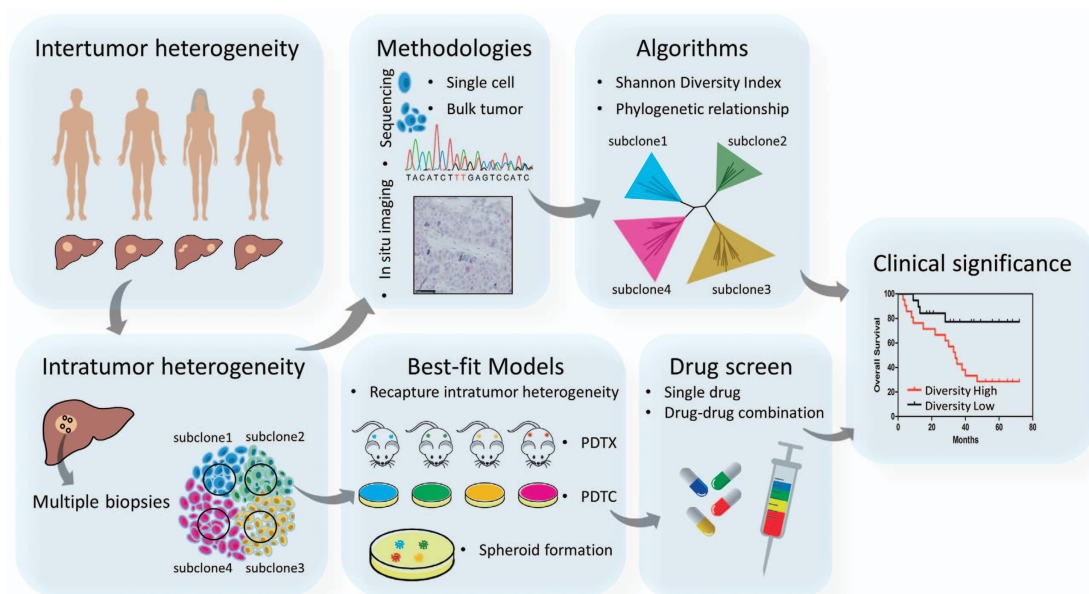 Intertumor heterogeneity
Methodologies
• Sequencing
• Single cell
• Bulk tumor
TACATCTTTGAGTCCATC
• In situ imaging
Algorithms
• Shannon Diversity Index
• Phylogenetic relationship
subclone1
subclone2
subclone4
subclone3
Clinical significance
Overall Survival
100
80
60
40
20
0
Diversity High
Diversity Low
0 20 40 60 80
Months
Intratumor heterogeneity
Multiple biopsies
subclone1
subclone2
subclone4
subclone3
Best-fit Models
• Recapture intratumor heterogeneity
• PDTX
• PDTC
• Spheroid formation
Drug screen
• Single drug
• Drug-drug combination